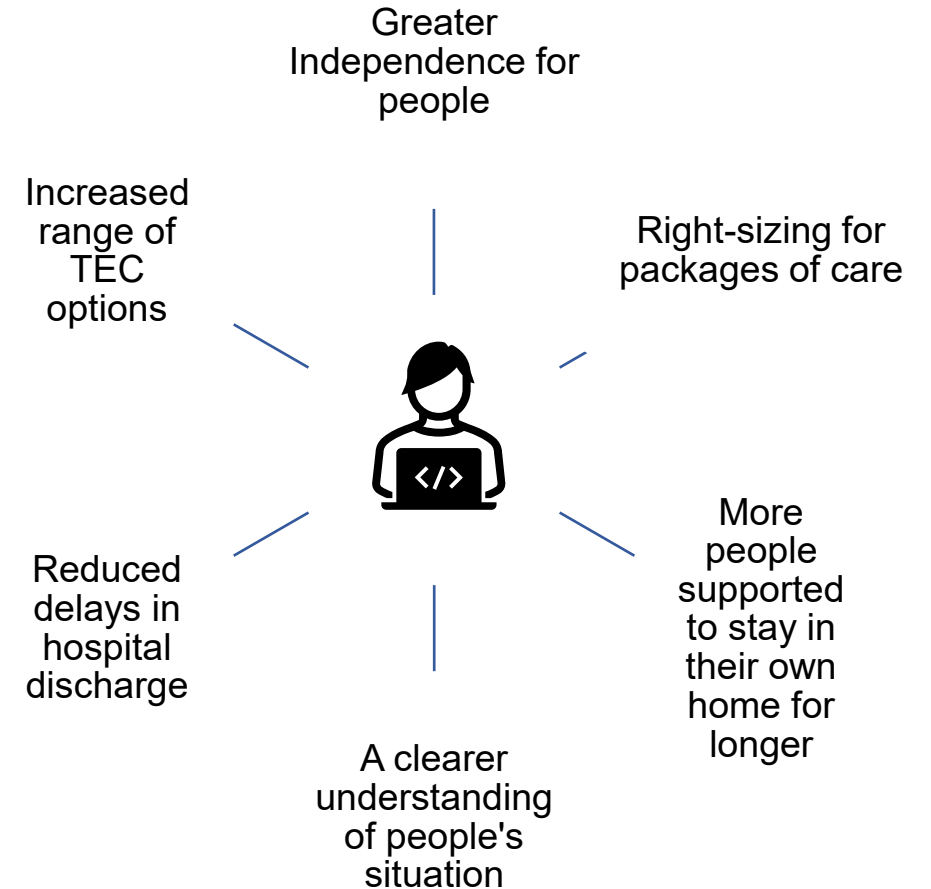 Greater
Independence for
people
Right-sizing for
packages of care
More
people
supported
to stay in
their own
home for
longer
A clearer
understanding
of people's
situation
Reduced
delays in
hospital
discharge
Increased
range of
TEC
options
</>